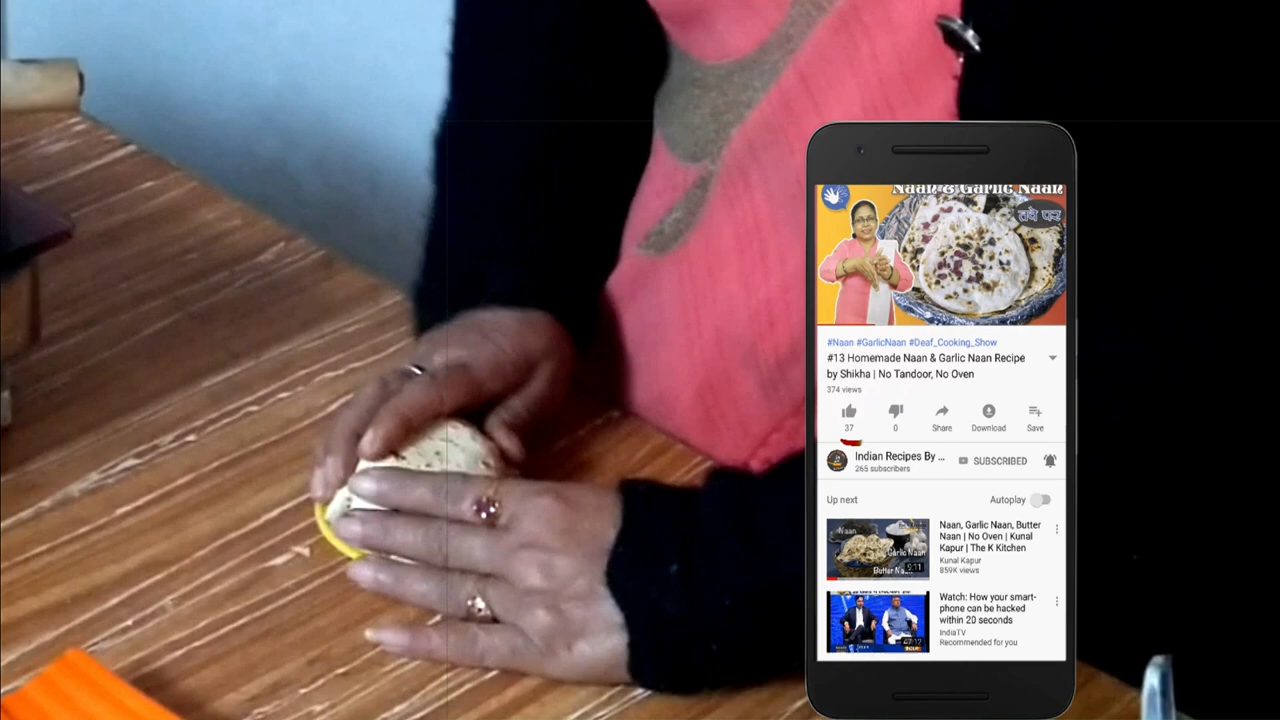 Naan & Garlic Naan
तवे पर
#Naan #GarlicNaan #Deaf_Cooking_Show
#13 Homemade Naan & Garlic Naan Recipe
by Shikha | No Tandoor, No Oven
374 views
37
0
Share
Download
Save
Indian Recipes By ...
265 subscribers
SUBSCRIBED
Up next
Autoplay
Naan
Garlic Naan
Butter Naan
9:11
Naan, Garlic Naan, Butter
Naan | No Oven | Kunal
Kapur | The K Kitchen
Kunal Kapur
859K views
47:12
Watch: How your smart-
phone can be hacked
within 20 seconds
IndiaTV
Recommended for you